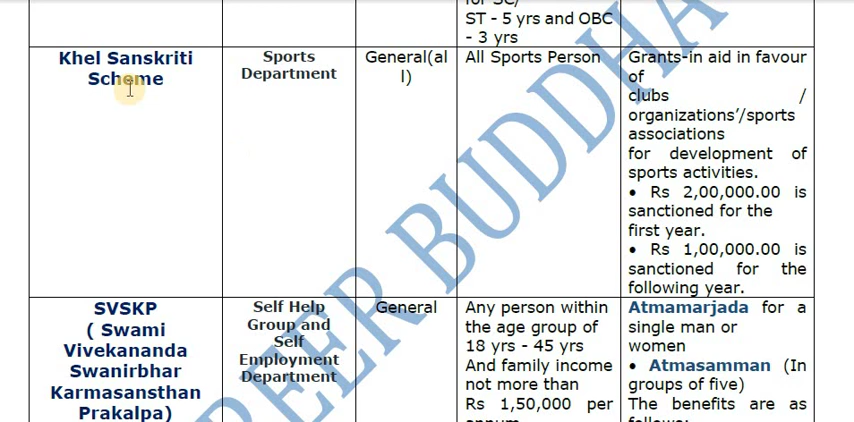 for SC/
ST - 5 yrs and OBC
- 3 yrs
Khel Sanskriti
Scheme
Sports
Department
General(al
l)
All Sports Person
Grants-in aid in favour
of
clubs /
organizations’/sports
associations
for development of
sports activities.
• Rs 2,00,000.00 is
sanctioned for the
first year.
• Rs 1,00,000.00 is
sanctioned for the
following year.
SVSKP
( Swami
Vivekananda
Swanirbhar
Karmasansthan
Prakalpa)
Self Help
Group and
Self
Employment
Department
General
Any person within
the age group of
18 yrs - 45 yrs
And family income
not more than
Rs 1,50,000 per
annum
Atmamarjada for a
single man or
women
• Atmasamman (In
groups of five)
The benefits are as
follows:
EER BUDDHA